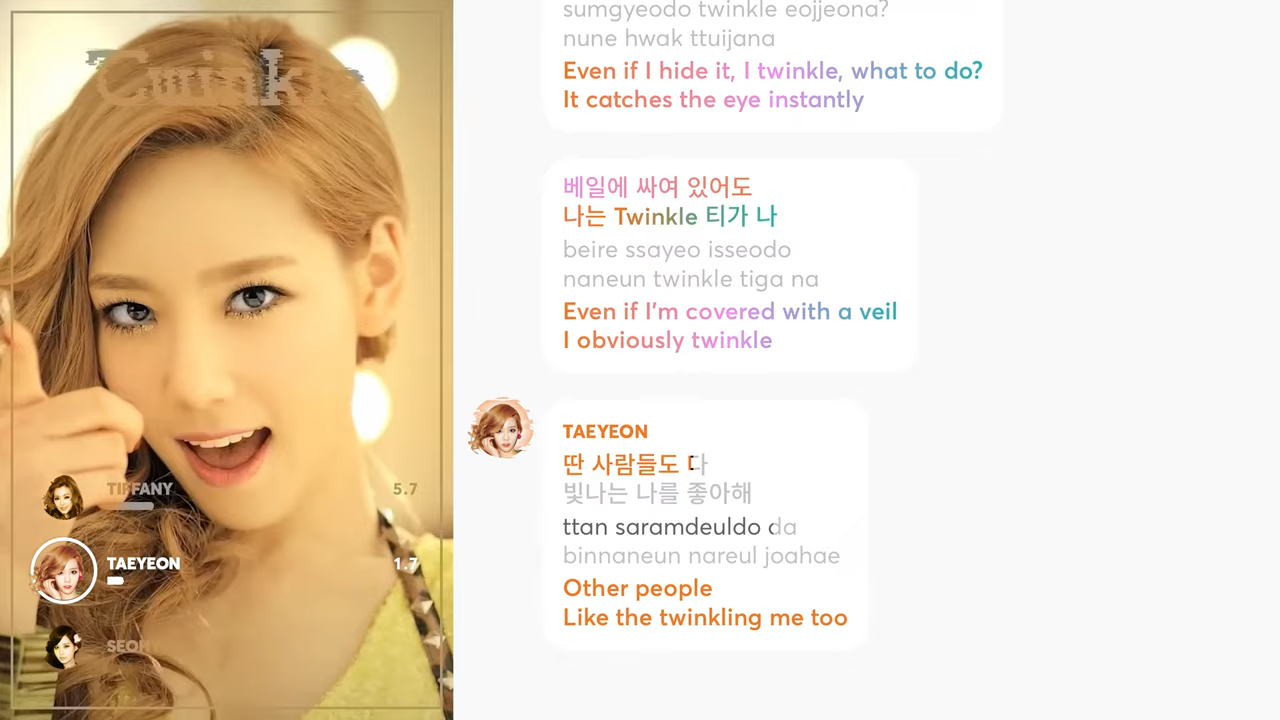 Twinkle
TIFFANY
5.7
TAEYEON
1.7
sumgyeodo twinkle eojjeona?
nune hwak ttuijana
Even if I hide it, I twinkle, what to do?
It catches the eye instantly
베일에 싸여 있어도
나는 Twinkle 티가 나
beire ssayeo isseodo
naneun twinkle tiga na
Even if I'm covered with a veil
I obviously twinkle
TAEYEON
딴 사람들도 다
빛나는 나를 좋아해
ttan saramdeuldo da
binnaneun nareul joahae
Other people
Like the twinkling me too